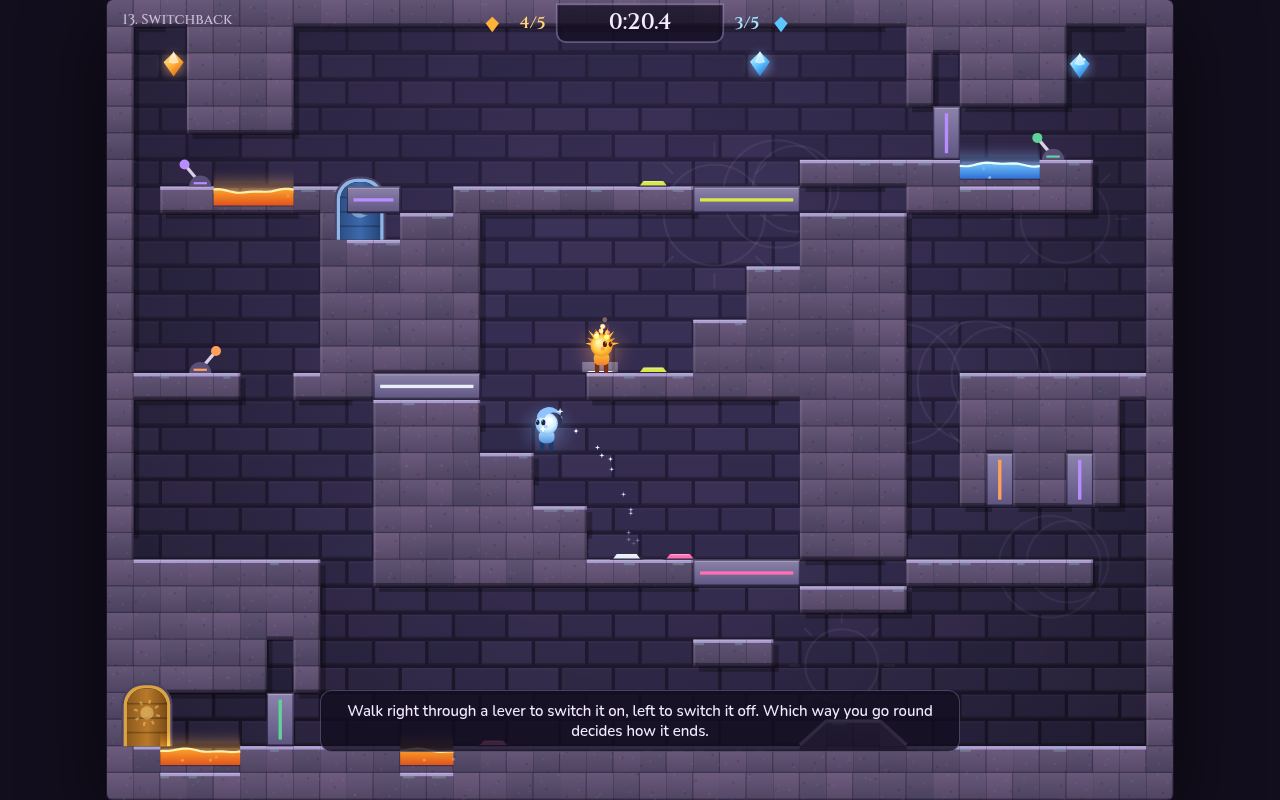 13. Switchback
4/5
0:20.4
3/5
Walk right through a lever to switch it on, left to switch it off. Which way you go round
decides how it ends.